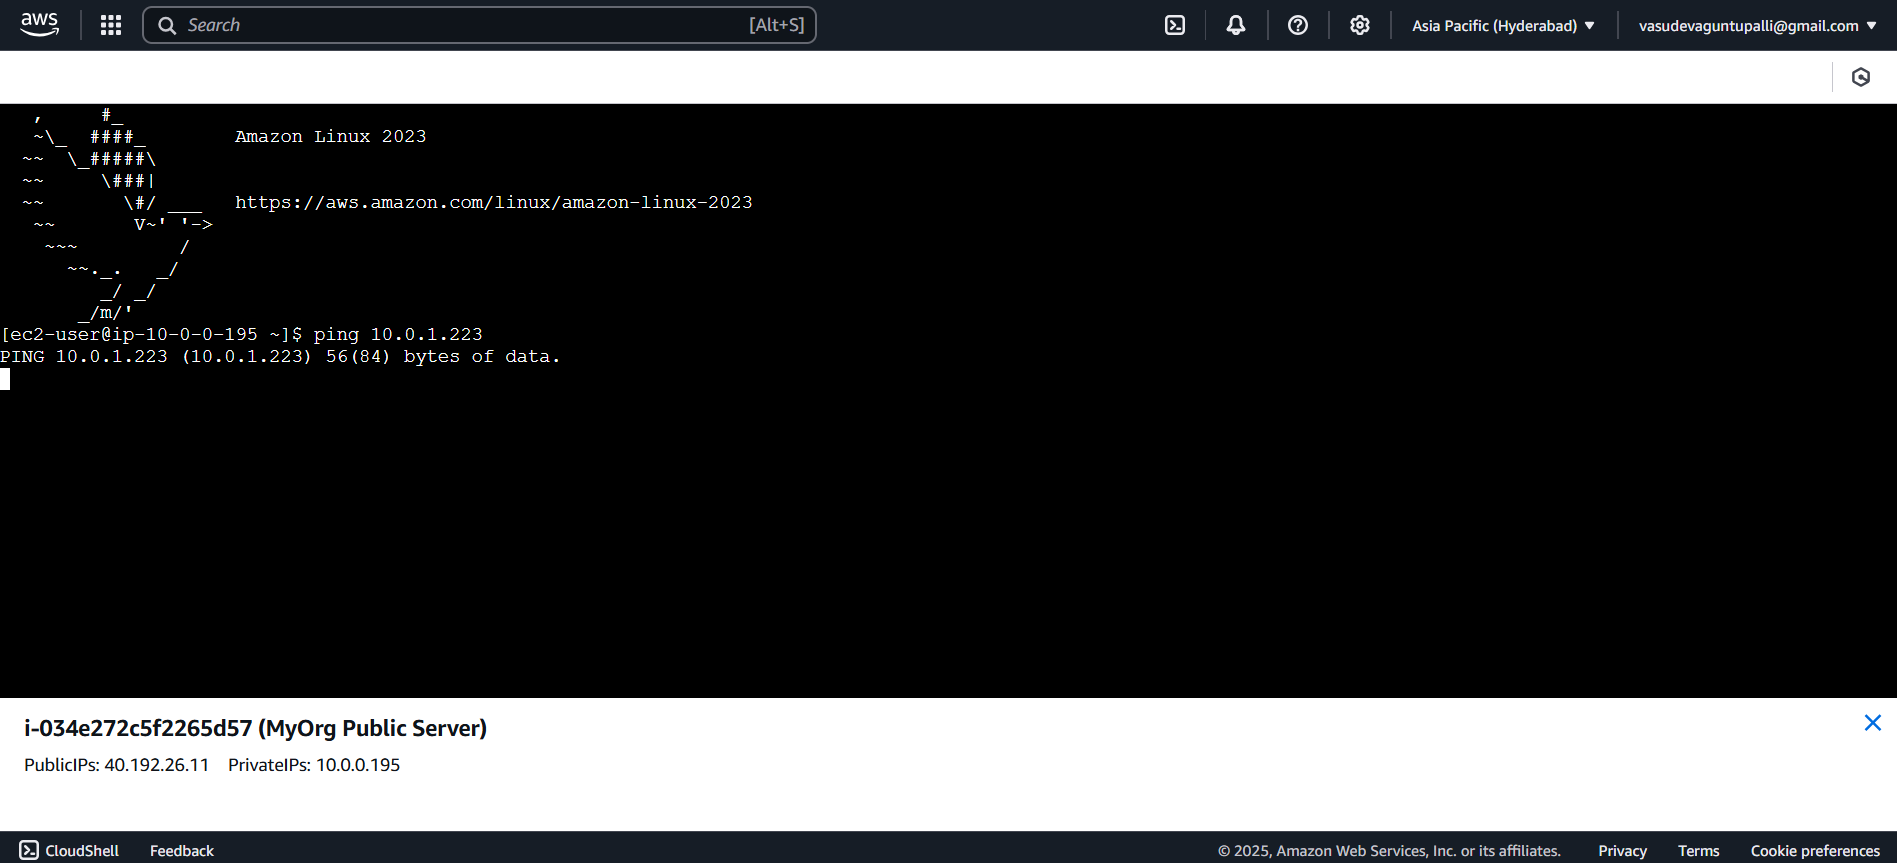 aws Search [Alt+S] Asia Pacific (Hyderabad) vasudevaguntupalli@gmail.com
   ,     #_
   ~\_  ####_        Amazon Linux 2023
  ~~  \_#####\
  ~~     \###|
  ~~       \#/ ___   https://aws.amazon.com/linux/amazon-linux-2023
   ~~       V~' '->
    ~~~         /
      ~~._.   _/
         _/ _/
       _/m/'
[ec2-user@ip-10-0-0-195 ~]$ ping 10.0.1.223
PING 10.0.1.223 (10.0.1.223) 56(84) bytes of data.
i-034e272c5f2265d57 (MyOrg Public Server)
PublicIPs: 40.192.26.11 PrivateIPs: 10.0.0.195
CloudShell Feedback © 2025, Amazon Web Services, Inc. or its affiliates. Privacy Terms Cookie preferences